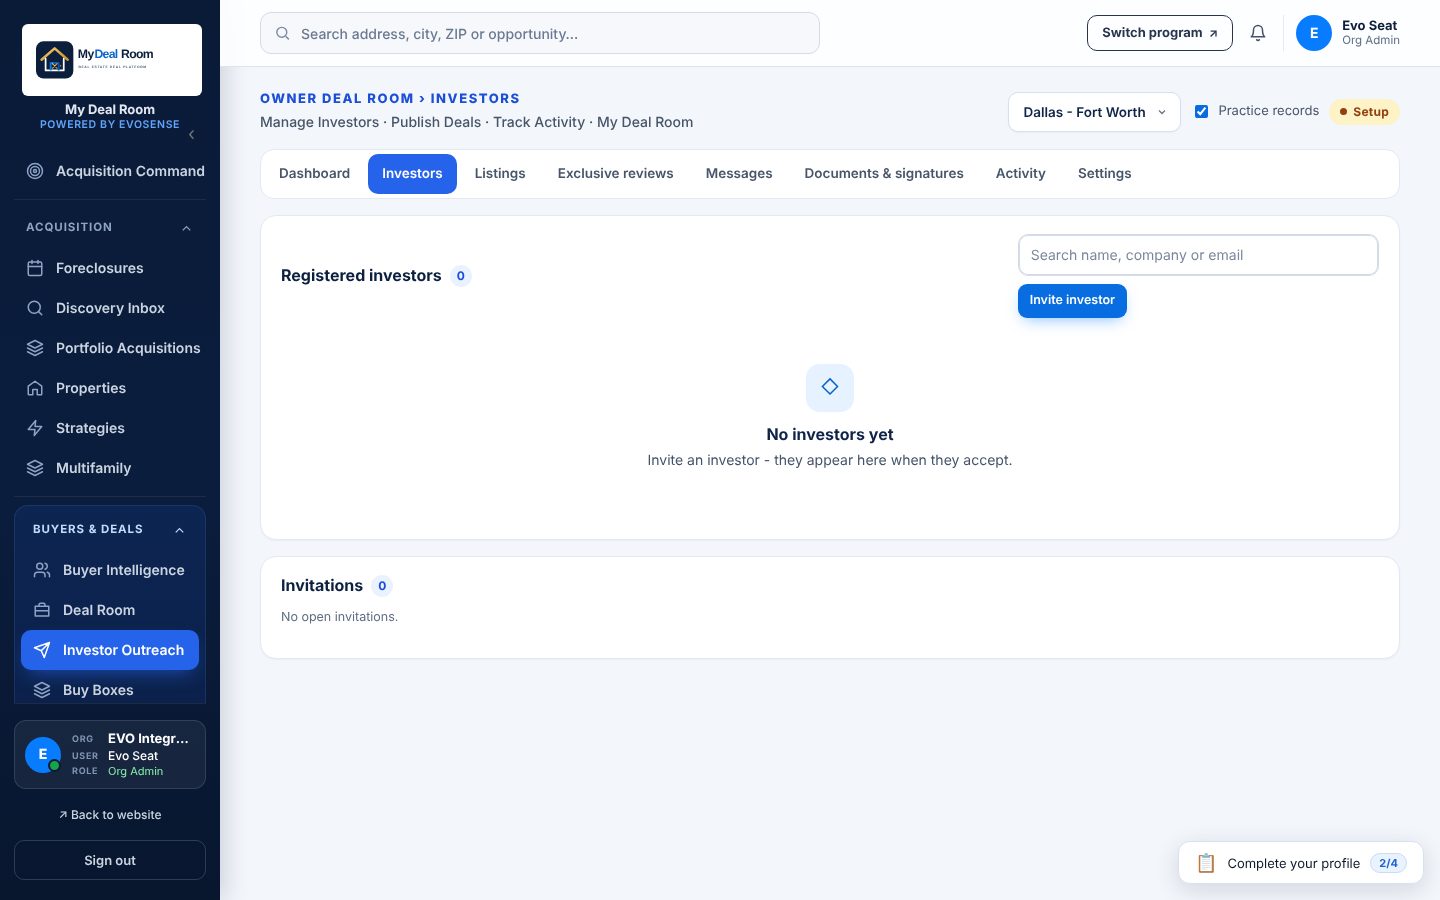 MyDeal Room
REAL ESTATE DEAL PLATFORM
My Deal Room
POWERED BY EVOSENSE
Acquisition Command
ACQUISITION
Foreclosures
Discovery Inbox
Portfolio Acquisitions
Properties
Strategies
Multifamily
BUYERS & DEALS
Buyer Intelligence
Deal Room
Investor Outreach
Buy Boxes
E
ORG EVO Integr...
USER Evo Seat
ROLE Org Admin
↗ Back to website
Sign out
Search address, city, ZIP or opportunity...
Switch program ↗
E
Evo Seat
Org Admin
OWNER DEAL ROOM › INVESTORS
Manage Investors · Publish Deals · Track Activity · My Deal Room
Dallas - Fort Worth
Practice records
Setup
Dashboard
Investors
Listings
Exclusive reviews
Messages
Documents & signatures
Activity
Settings
Registered investors 0
Search name, company or email
Invite investor
No investors yet
Invite an investor - they appear here when they accept.
Invitations 0
No open invitations.
Complete your profile 2/4